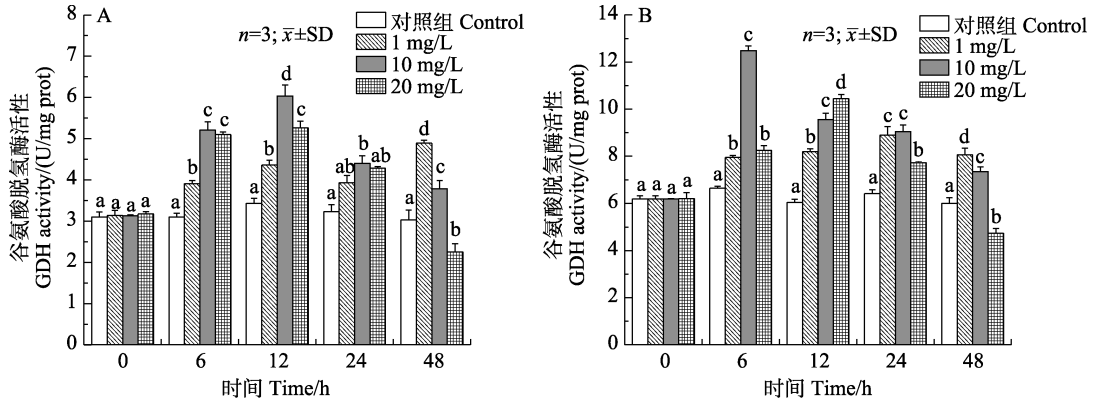 A
n=3; x̄±SD
对照组 Control
1 mg/L
10 mg/L
20 mg/L
谷氨酸脱氢酶活性
GDH activity/(U/mg prot)
8
7
6
5
4
3
2
1
0
a a a a
a b c c
a b d c
a ab b ab
a d c b
0 6 12 24 48
时间 Time/h
B
n=3; x̄±SD
对照组 Control
1 mg/L
10 mg/L
20 mg/L
谷氨酸脱氢酶活性
GDH activity/(U/mg prot)
14
12
10
8
6
4
2
0
a a a a
a b c b
a b c d
a c c b
a d c b
0 6 12 24 48
时间 Time/h